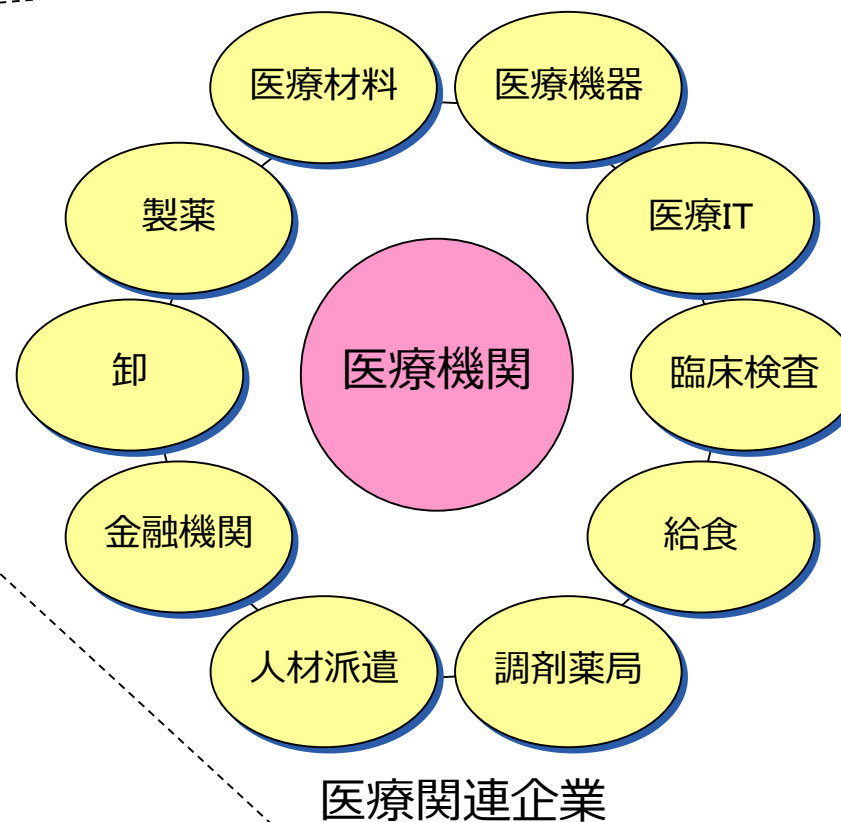 医療材料
医療機器
製薬
医療IT
卸
医療機関
臨床検査
金融機関
給食
人材派遣
調剤薬局
医療関連企業